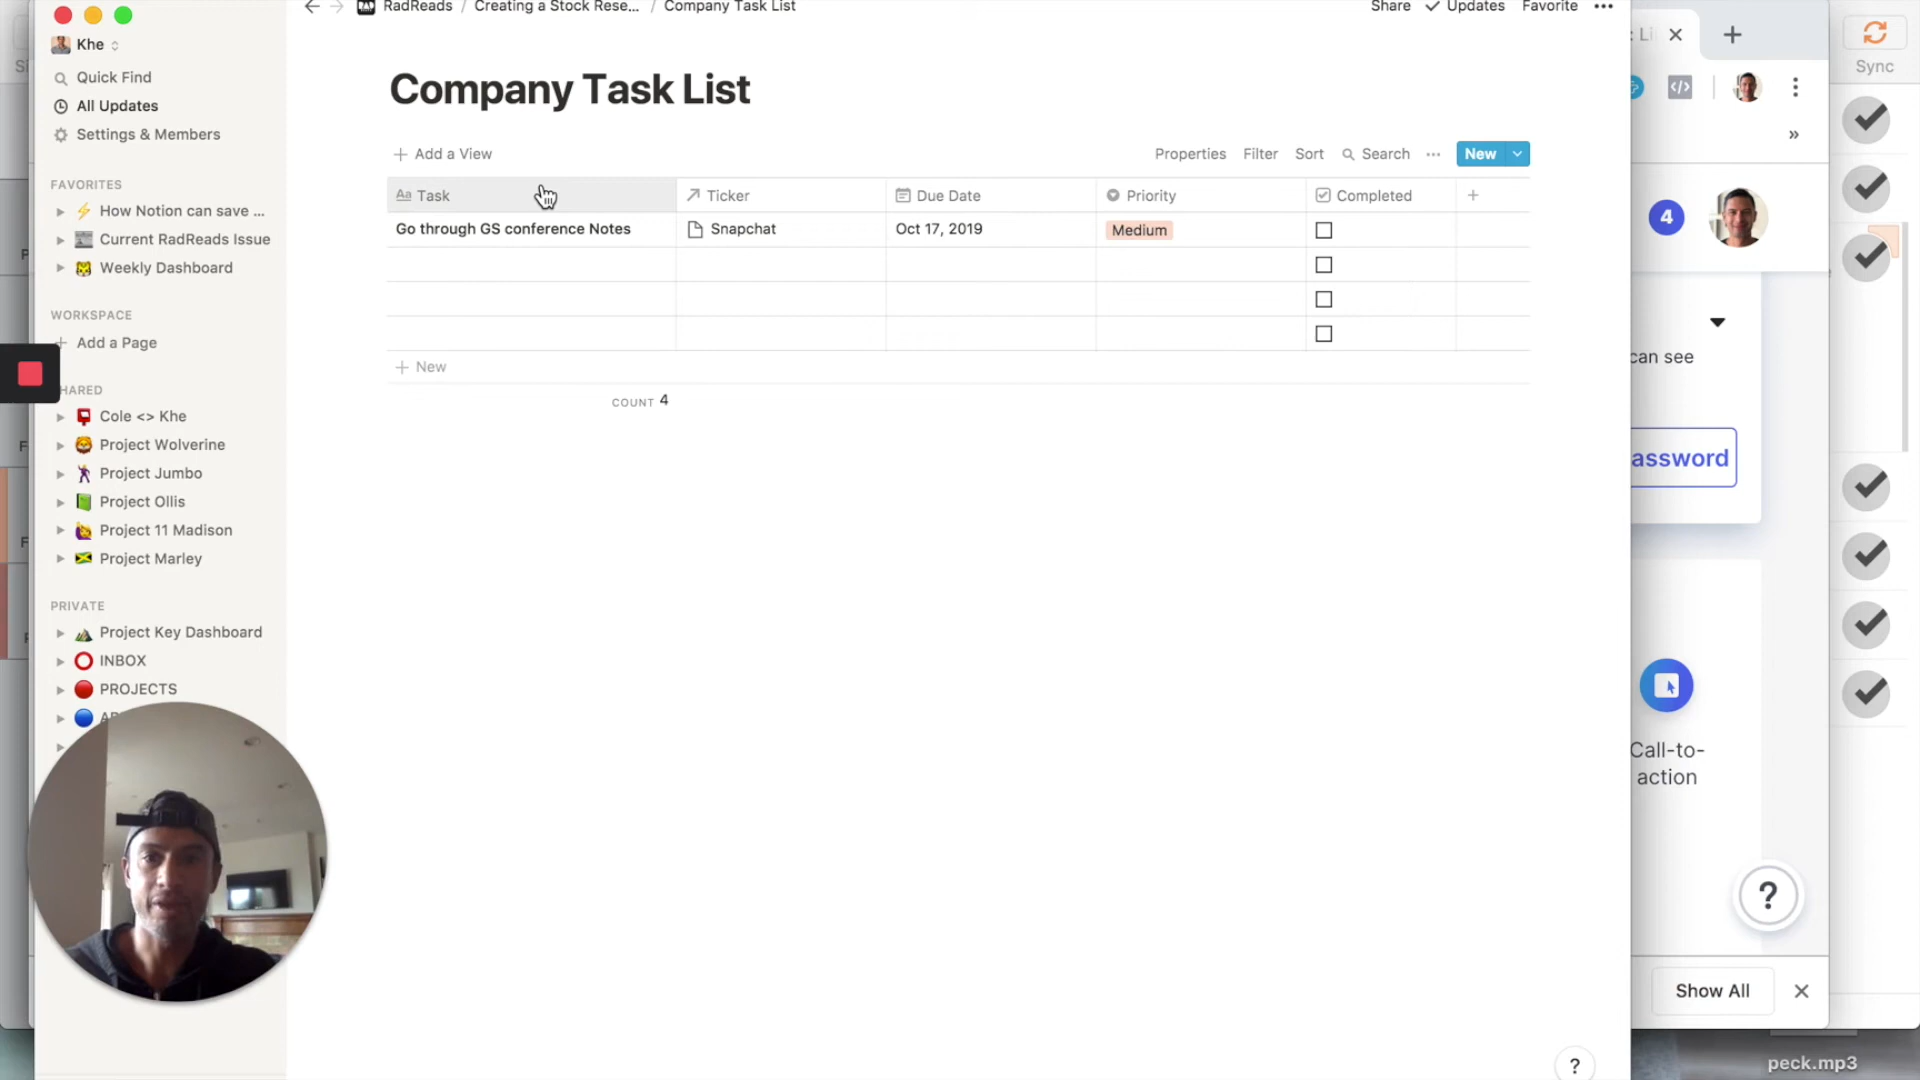 RadReads / Creating a Stock Rese... / Company Task List
Share Updates Favorite
Khe
Quick Find
All Updates
Settings & Members
FAVORITES
How Notion can save ...
Current RadReads Issue
Weekly Dashboard
WORKSPACE
Add a Page
HARED
Cole <> Khe
Project Wolverine
Project Jumbo
Project Ollis
Project 11 Madison
Project Marley
PRIVATE
Project Key Dashboard
INBOX
PROJECTS
Company Task List
Add a View
Properties Filter Sort Search New
Aa Task Ticker Due Date Priority Completed
Go through GS conference Notes Snapchat Oct 17, 2019 Medium
New
COUNT 4
?
Sync
4
can see
assword
Call-to-
action
?
Show All
peck.mp3